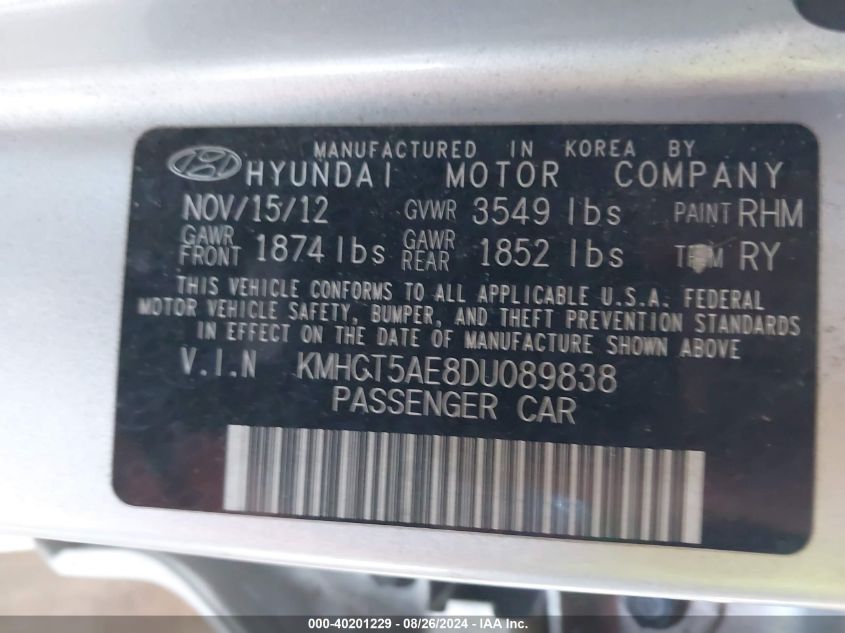 MANUFACTURED IN KOREA BY
HYUNDAI MOTOR COMPANY
NOV/15/12 GVWR 3549 lbs PAINT RHM
GAWR FRONT 1874 lbs GAWR REAR 1852 lbs RY
THIS VEHICLE CONFORMS TO ALL APPLICABLE U.S.A. FEDERAL
MOTOR VEHICLE SAFETY, BUMPER, AND THEFT PREVENTION STANDARDS
IN EFFECT ON THE DATE OF MANUFACTURE SHOWN ABOVE
V.I.N KMHCT5AE8DU089838
PASSENGER CAR
000-40201229 - 08/26/2024 - IAA Inc.